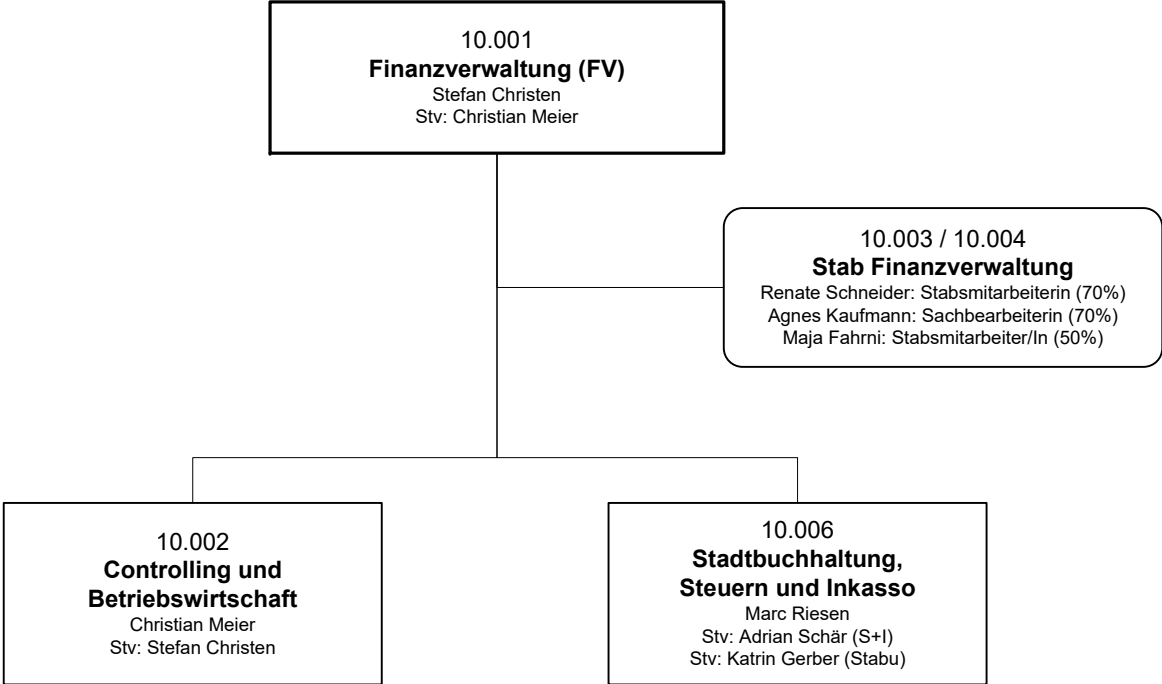 10.001
Finanzverwaltung (FV)
Stefan Christen
Stv: Christian Meier
10.003 / 10.004
Stab Finanzverwaltung
Renate Schneider: Stabsmitarbeiterin (70%)
Agnes Kaufmann: Sachbearbeiterin (70%)
Maja Fahrni: Stabsmitarbeiter/In (50%)
10.002
Controlling und
Betriebswirtschaft
Christian Meier
Stv: Stefan Christen
10.006
Stadtbuchhaltung,
Steuern und Inkasso
Marc Riesen
Stv: Adrian Schär (S+I)
Stv: Katrin Gerber (Stabu)